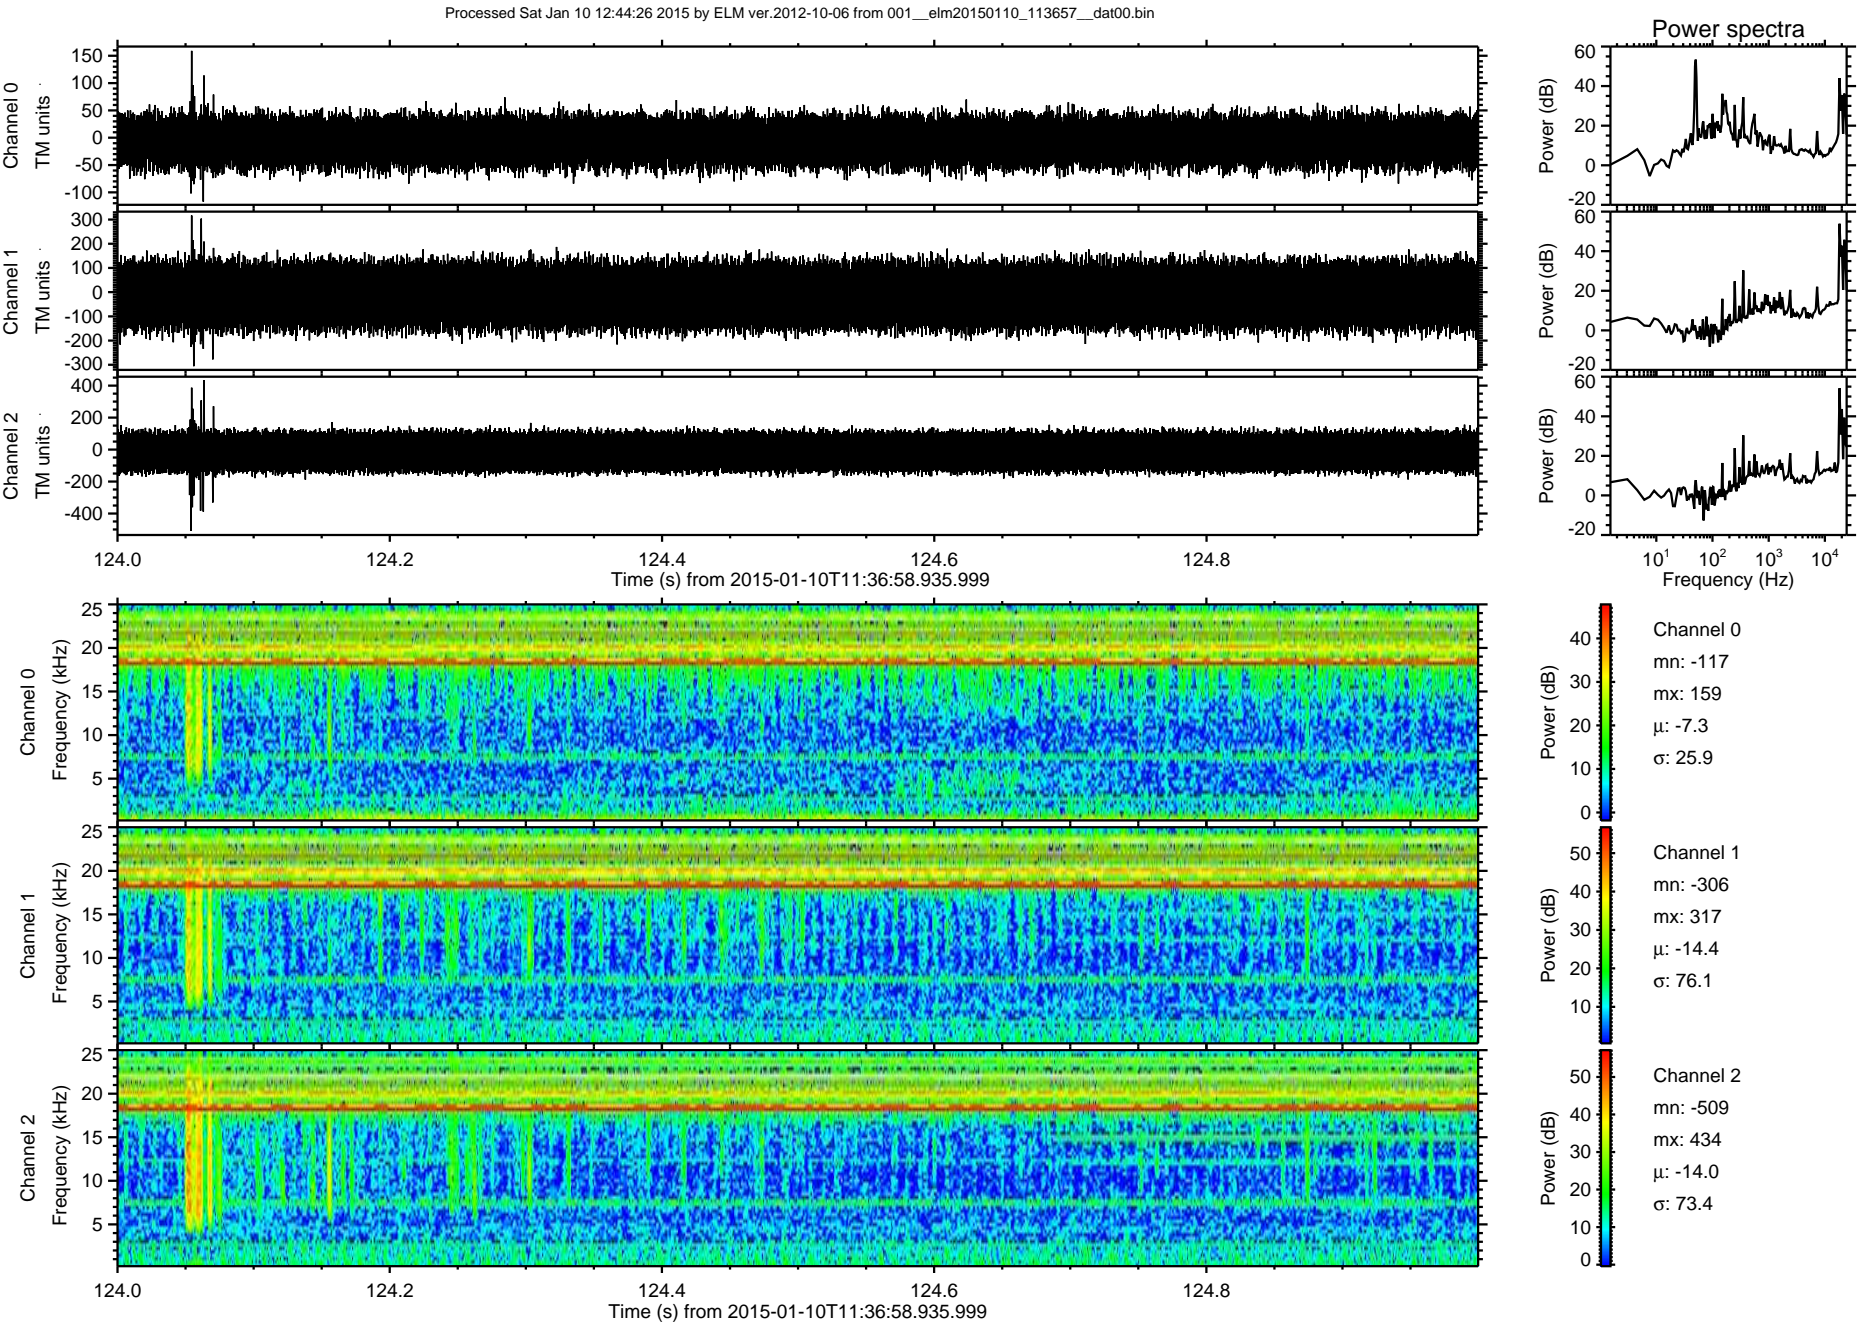 Processed Sat Jan 10 12:44:26 2015 by ELM ver.2012-10-06 from 001__elm20150110_113657__dat00.bin
Power spectra
Channel 0
TM units
150
100
50
0
-50
-100
Power (dB)
60
40
20
0
-20
Channel 1
TM units
300
200
100
0
-100
-200
-300
Power (dB)
60
40
20
0
-20
Channel 2
TM units
400
200
0
-200
-400
Power (dB)
60
40
20
0
-20
124.0 124.2 124.4 124.6 124.8
Time (s) from 2015-01-10T11:36:58.935.999
10¹ 10² 10³ 10⁴
Frequency (Hz)
Channel 0
Frequency (kHz)
25
20
15
10
5
Power (dB)
40
30
20
10
0
Channel 0
mn: -117
mx: 159
μ: -7.3
σ: 25.9
Channel 1
Frequency (kHz)
25
20
15
10
5
Power (dB)
50
40
30
20
10
Channel 1
mn: -306
mx: 317
μ: -14.4
σ: 76.1
Channel 2
Frequency (kHz)
25
20
15
10
5
Power (dB)
50
40
30
20
10
0
Channel 2
mn: -509
mx: 434
μ: -14.0
σ: 73.4
124.0 124.2 124.4 124.6 124.8
Time (s) from 2015-01-10T11:36:58.935.999